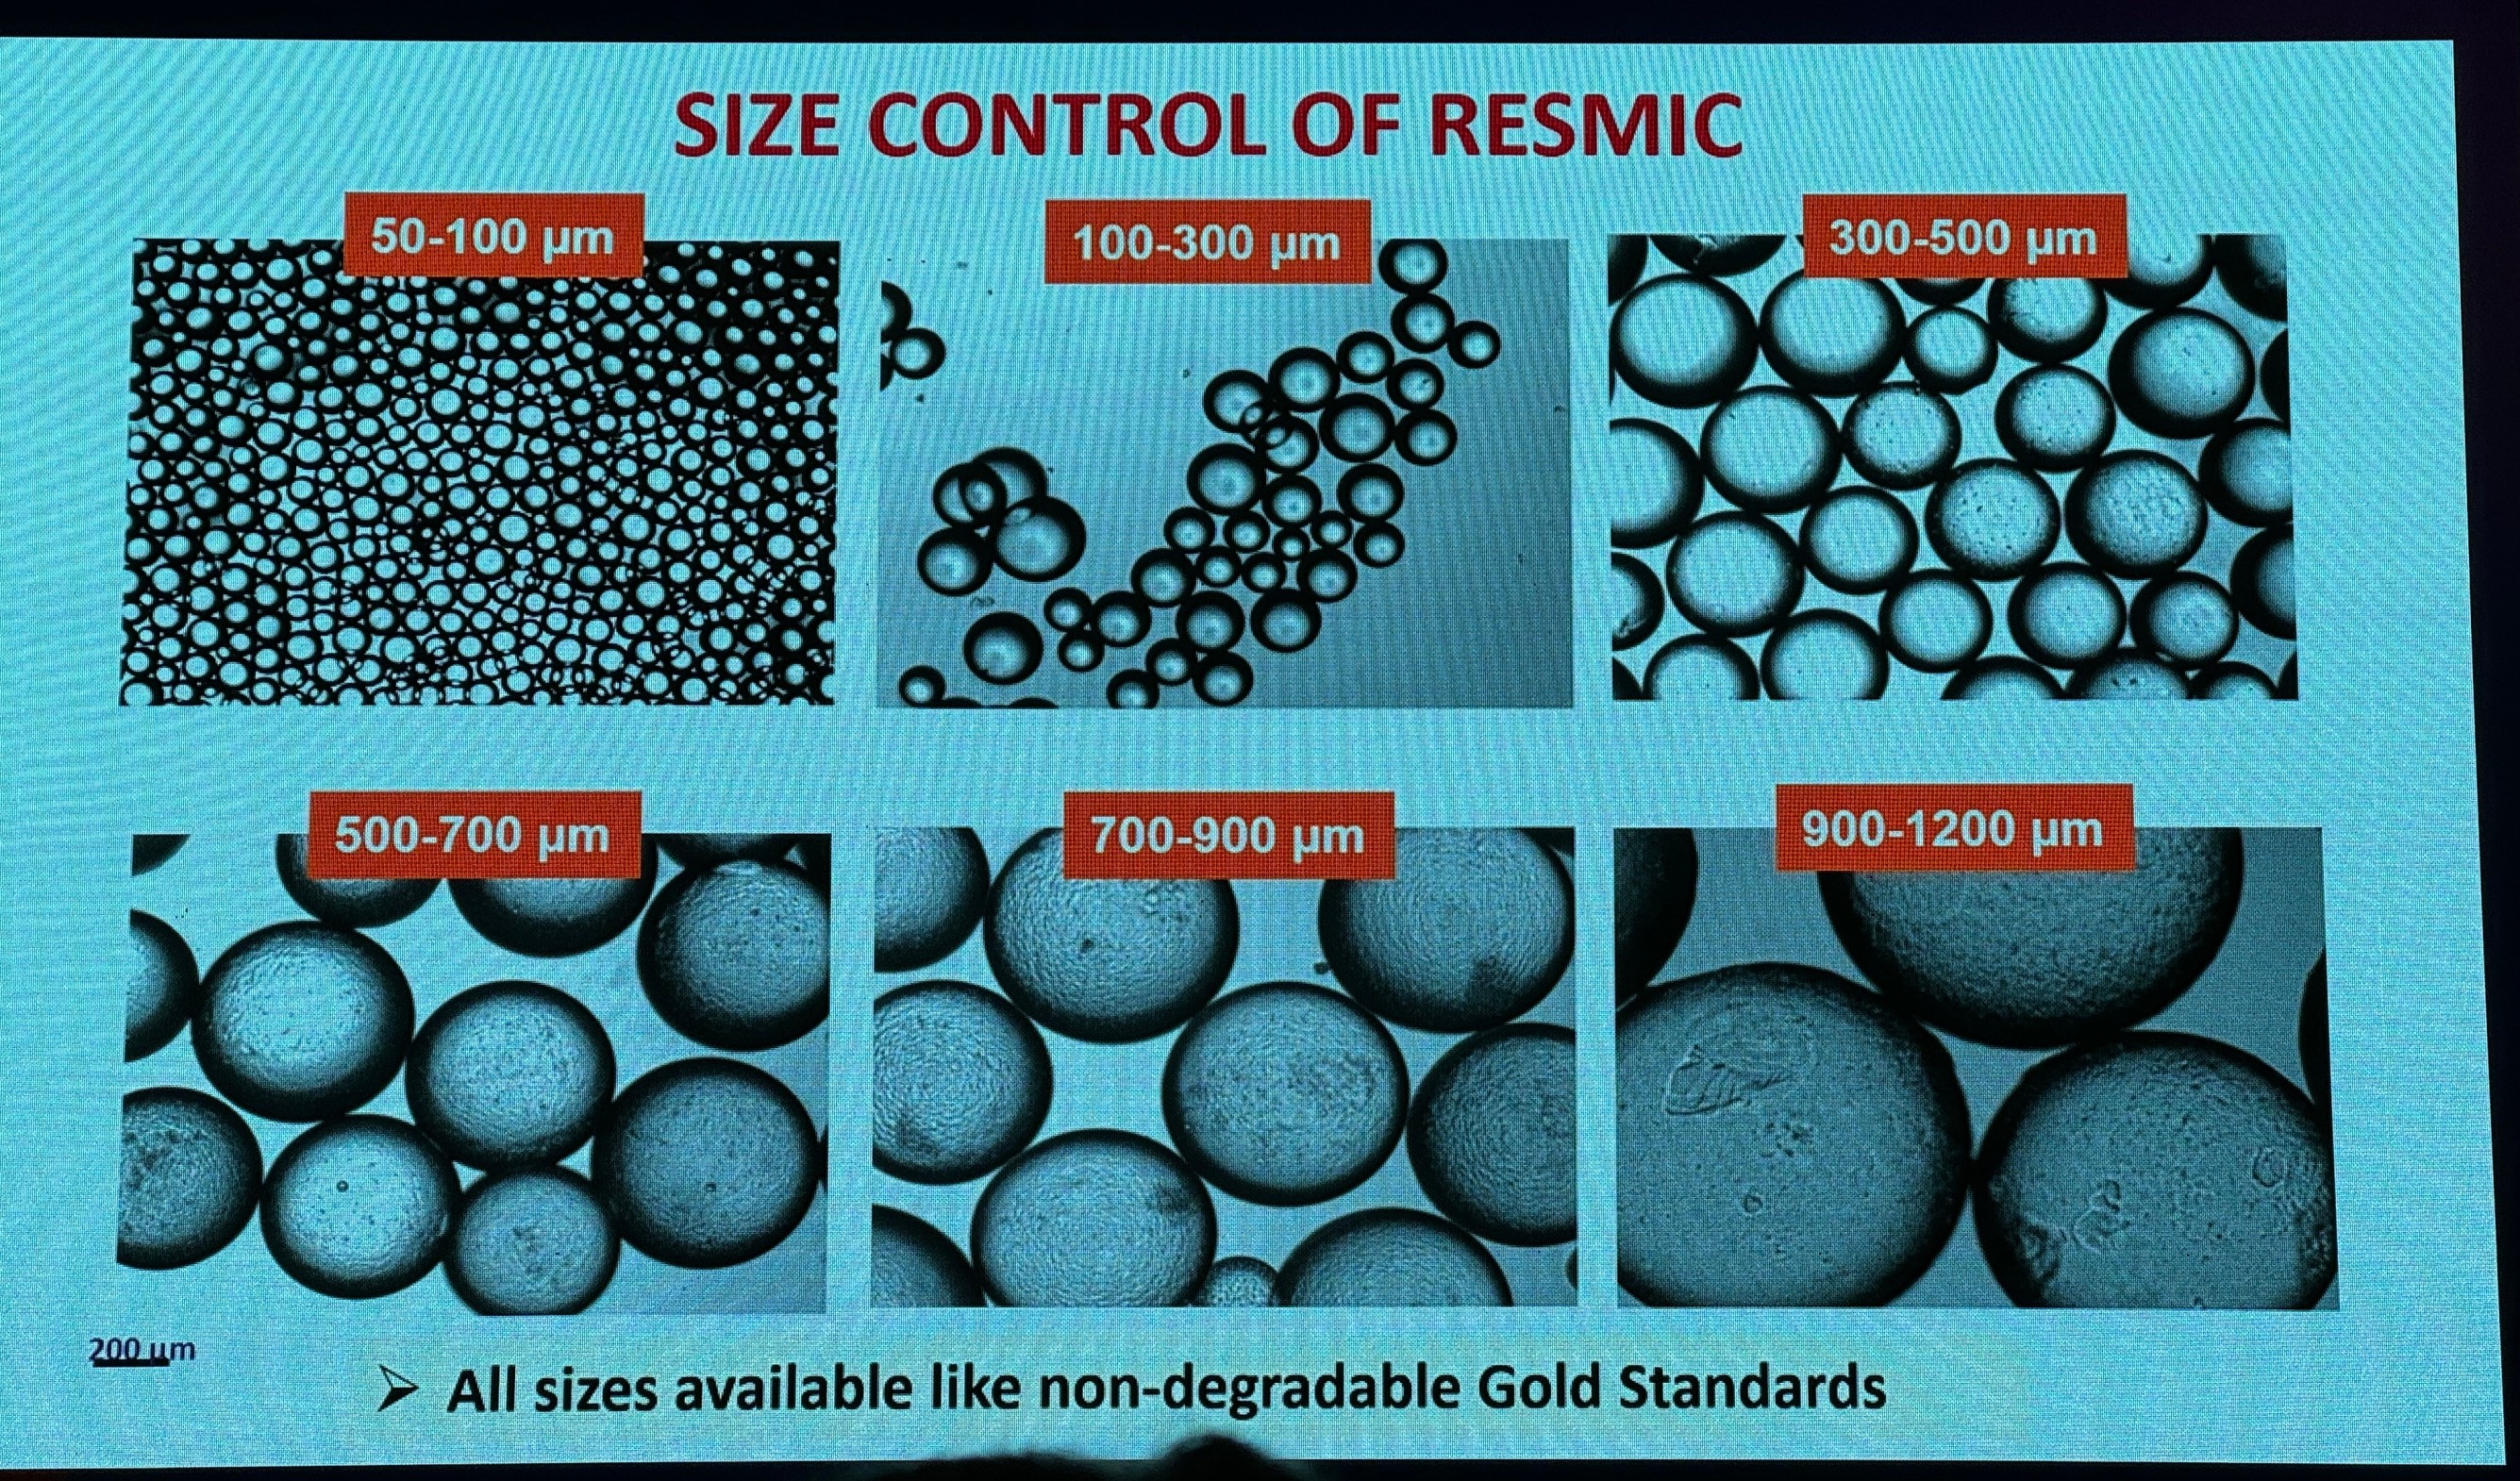 SIZE CONTROL OF RESMIC
50-100 µm
100-300 µm
300-500 µm
500-700 µm
700-900 µm
900-1200 µm
200 µm
➢ All sizes available like non-degradable Gold Standards